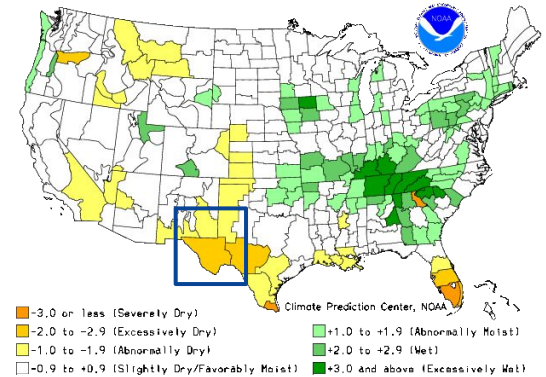 NOAA
Climate Prediction Center, NOAA
-3.0 or less (Severely Dry)
-2.0 to -2.9 (Excessively Dry)
-1.0 to -1.9 (Abnormally Dry)
-0.9 to +0.9 (Slightly Dry/Favorably Moist)
+1.0 to +1.9 (Abnormally Moist)
+2.0 to +2.9 (Wet)
+3.0 and above (Excessively Wet)